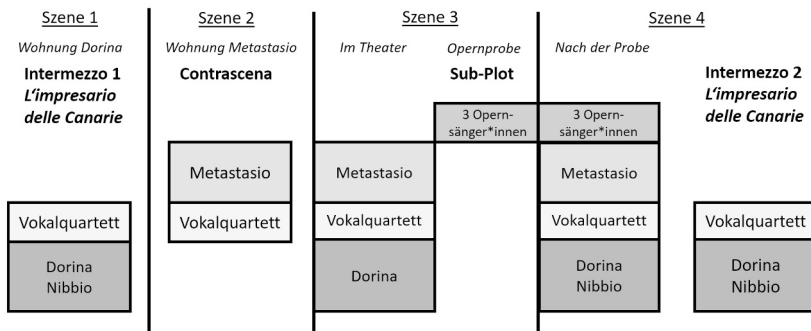 Szene 1
Wohnung Dorina
Intermezzo 1
L‘impresario
delle Canarie
Vokalquartett
Dorina
Nibbio
Szene 2
Wohnung Metastasio
Contrascena
Metastasio
Vokalquartett
Szene 3
Im Theater
Opernprobe
Sub-Plot
3 Opern-
sänger*innen
Metastasio
Vokalquartett
Dorina
Szene 4
Nach der Probe
3 Opern-
sänger*innen
Metastasio
Vokalquartett
Dorina
Nibbio
Intermezzo 2
L‘impresario
delle Canarie
Vokalquartett
Dorina
Nibbio